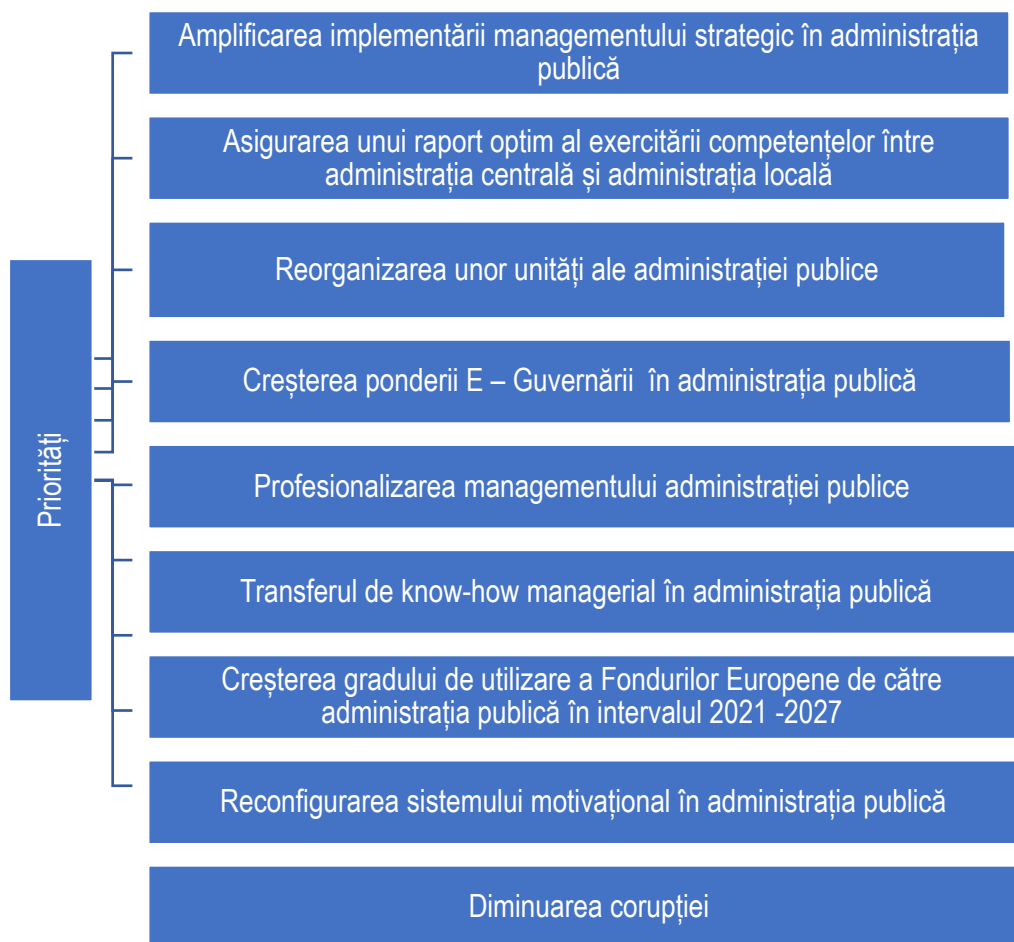 Priorități
Amplificarea implementării managementului strategic în administrația
publică
Asigurarea unui raport optim al exercitării competențelor între
administrația centrală și administrația locală
Reorganizarea unor unități ale administrației publice
Creșterea ponderii E – Guvernării în administrația publică
Profesionalizarea managementului administrației publice
Transferul de know-how managerial în administrația publică
Creșterea gradului de utilizare a Fondurilor Europene de către
administrația publică în intervalul 2021 -2027
Reconfigurarea sistemului motivațional în administrația publică
Diminuarea corupției